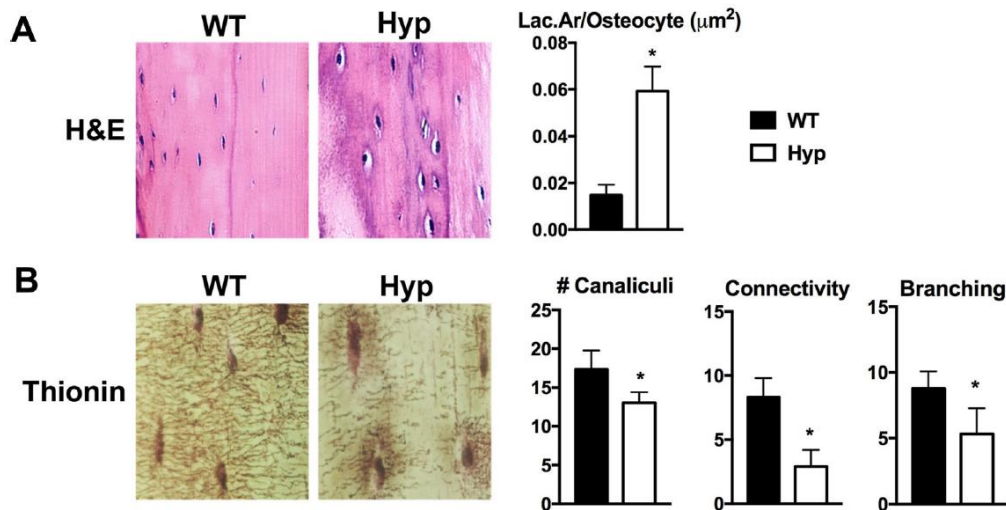 A
WT
Hyp
H&E
Lac.Ar/Osteocyte (μm²)
0.08
0.06
0.04
0.02
0.00
*
WT
Hyp
B
WT
Hyp
Thionin
# Canaliculi
25
20
15
10
5
0
*
Connectivity
15
10
5
0
*
Branching
15
10
5
0
*